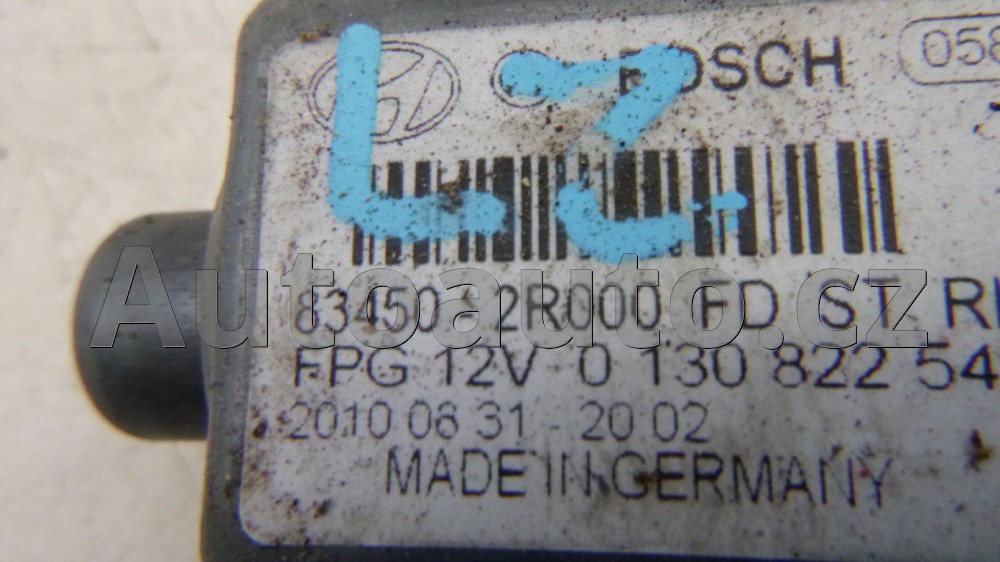 BOSCH 058
LZ
83450-2R000 FD ST R
FPG 12V 0 130 822 54
2010 08 31 - 20 02
MADE IN GERMANY
Autoauto.cz